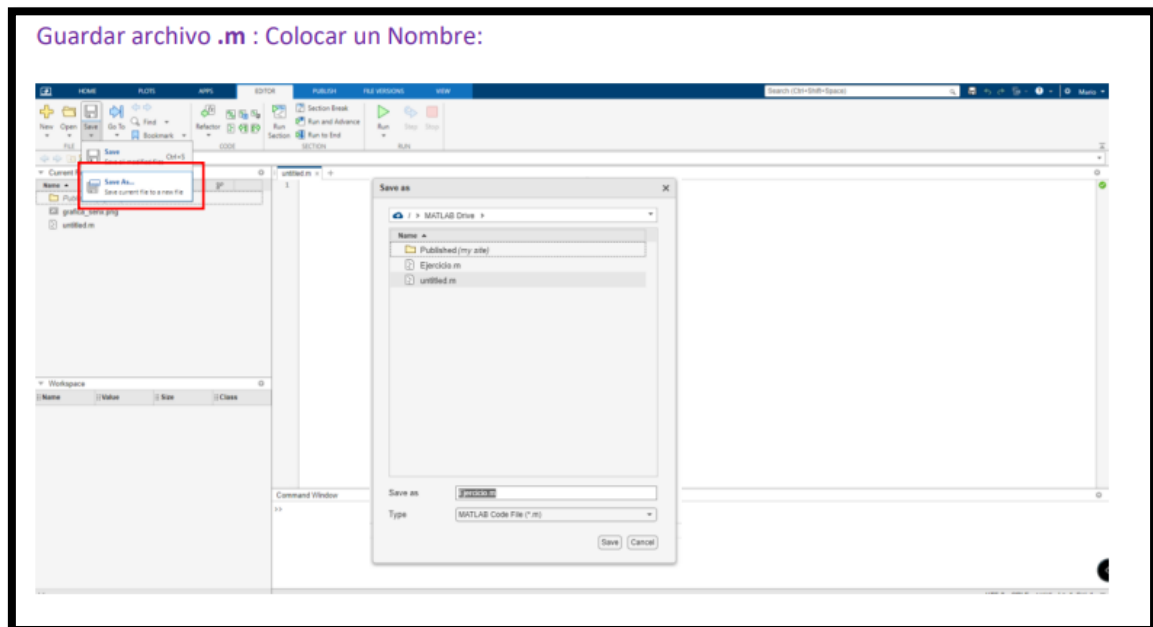 Guardar archivo .m : Colocar un Nombre:
HOME PLOTS APPS EDITOR PUBLISH FILE VERSIONS VIEW
Search (Ctrl+Shift+Space)
Mario
New Open Save Go To Find Bookmark Refactor
Run Section
Section Break
Run and Advance
Run to End
Run Step Stop
FILE CODE SECTION RUN
Save
Ctrl+S
Save As...
Save current file to a new file
Name
grafica_seno.png
untitled.m
untitled.m
1
Save as
/ MATLAB Drive
Name
Published (my site)
Ejercicio.m
untitled.m
Workspace
Name Value Size Class
Command Window
>>
Save as Ejercicio.m
Type MATLAB Code File (*.m)
Save Cancel